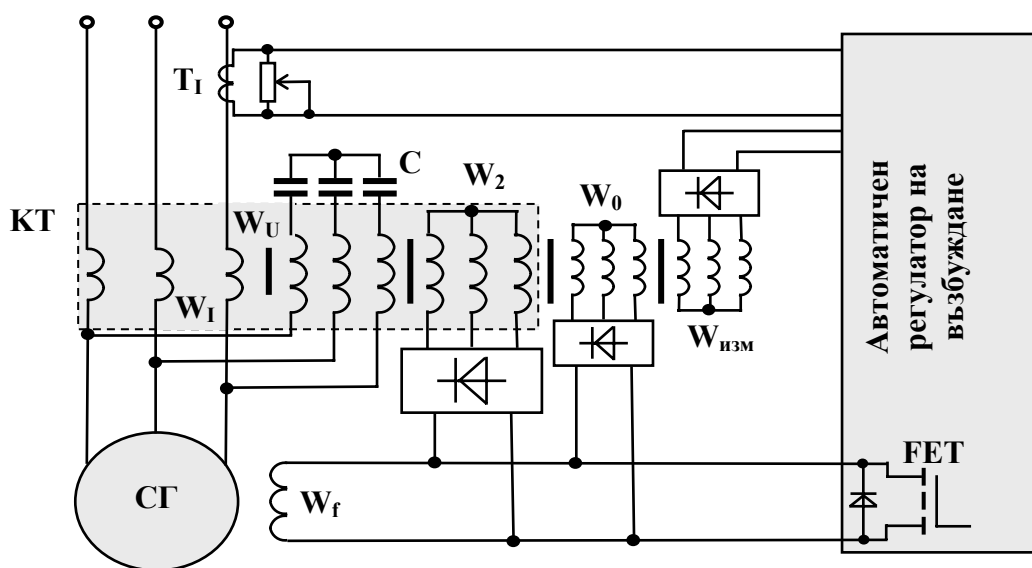 T_I
C
W_2
W_0
KT
W_U
W_I
W_изм
Автоматичен
регулатор на
възбуждане
СГ
W_f
FET